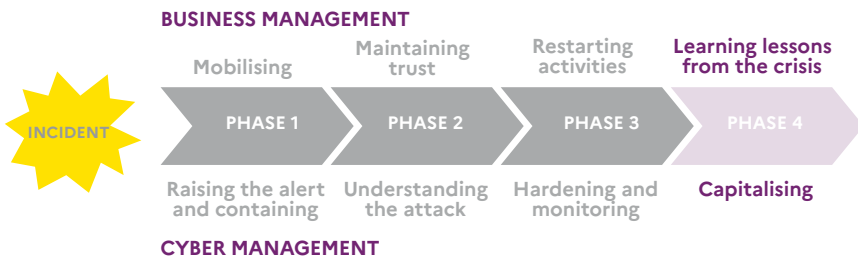 BUSINESS MANAGEMENT
Mobilising
Maintaining
trust
Restarting
activities
Learning lessons
from the crisis
INCIDENT
PHASE 1
PHASE 2
PHASE 3
PHASE 4
Raising the alert
and containing
Understanding
the attack
Hardening and
monitoring
Capitalising
CYBER MANAGEMENT